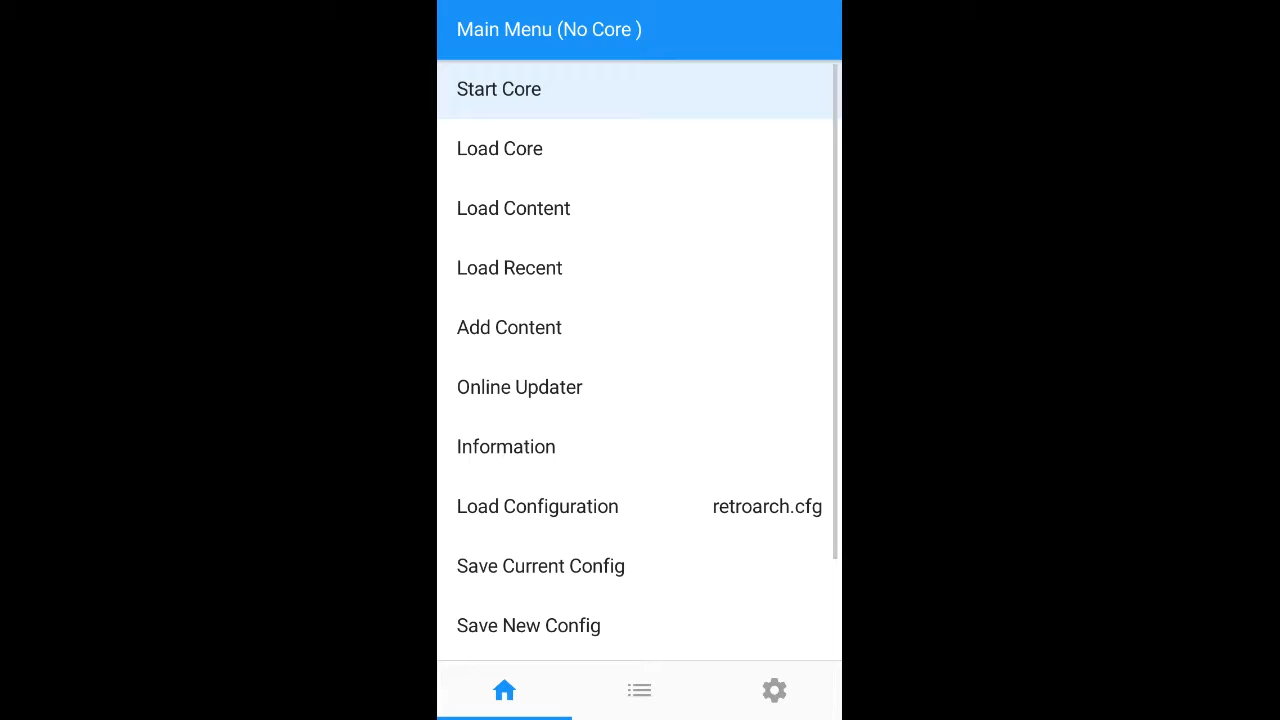 Main Menu (No Core )
Start Core
Load Core
Load Content
Load Recent
Add Content
Online Updater
Information
Load Configuration retroarch.cfg
Save Current Config
Save New Config